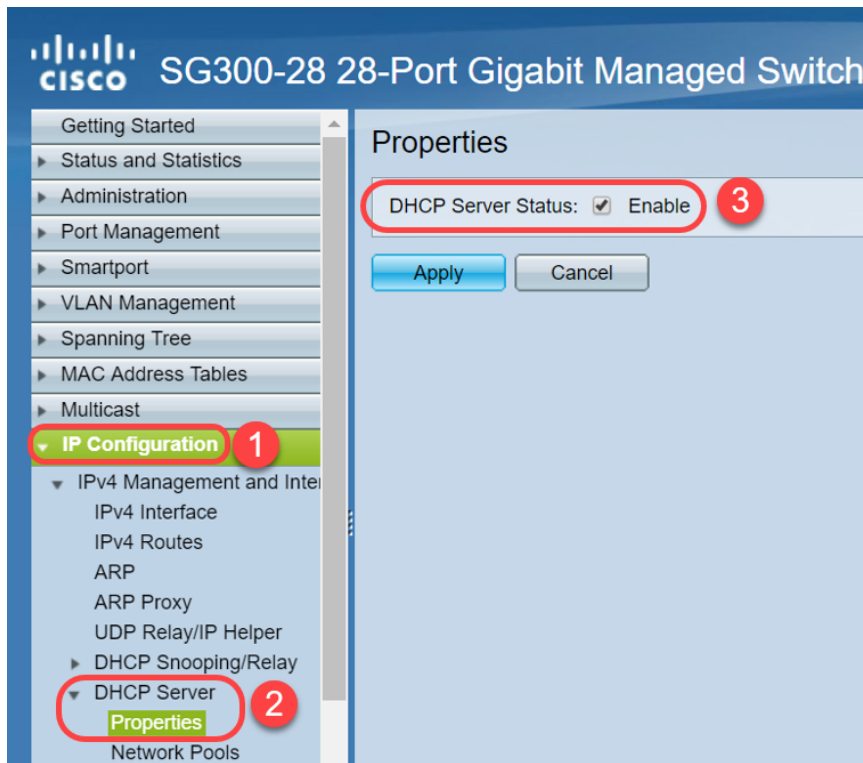 CISCO SG300-28 28-Port Gigabit Managed Switch
Getting Started
Status and Statistics
Administration
Port Management
Smartport
VLAN Management
Spanning Tree
MAC Address Tables
Multicast
IP Configuration 1
IPv4 Management and Inter
IPv4 Interface
IPv4 Routes
ARP
ARP Proxy
UDP Relay/IP Helper
DHCP Snooping/Relay
DHCP Server
2
Properties
Network Pools
Properties
DHCP Server Status: Enable 3
Apply Cancel